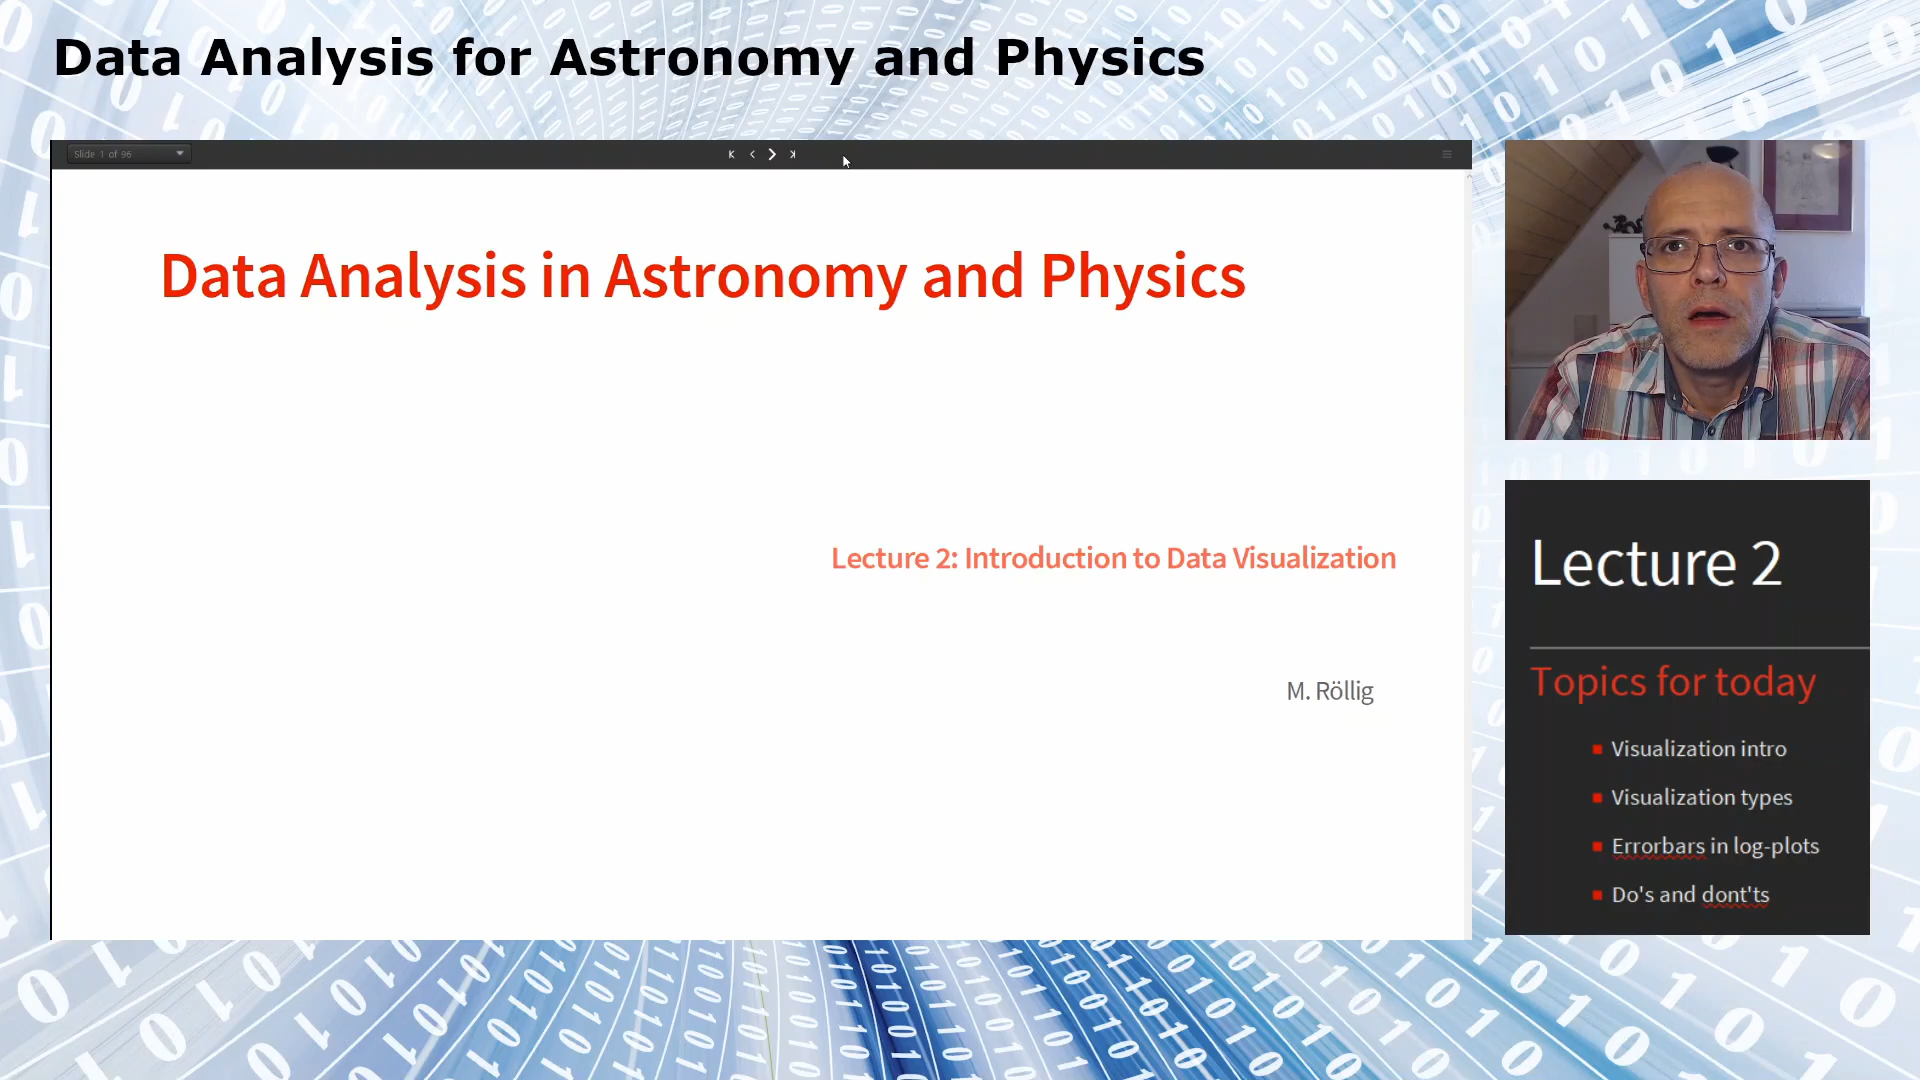 Data Analysis for Astronomy and Physics
Slide 1 of 96
Data Analysis in Astronomy and Physics
Lecture 2: Introduction to Data Visualization
M. Röllig
Lecture 2
Topics for today
Visualization intro
Visualization types
Errorbars in log-plots
Do's and dont'ts